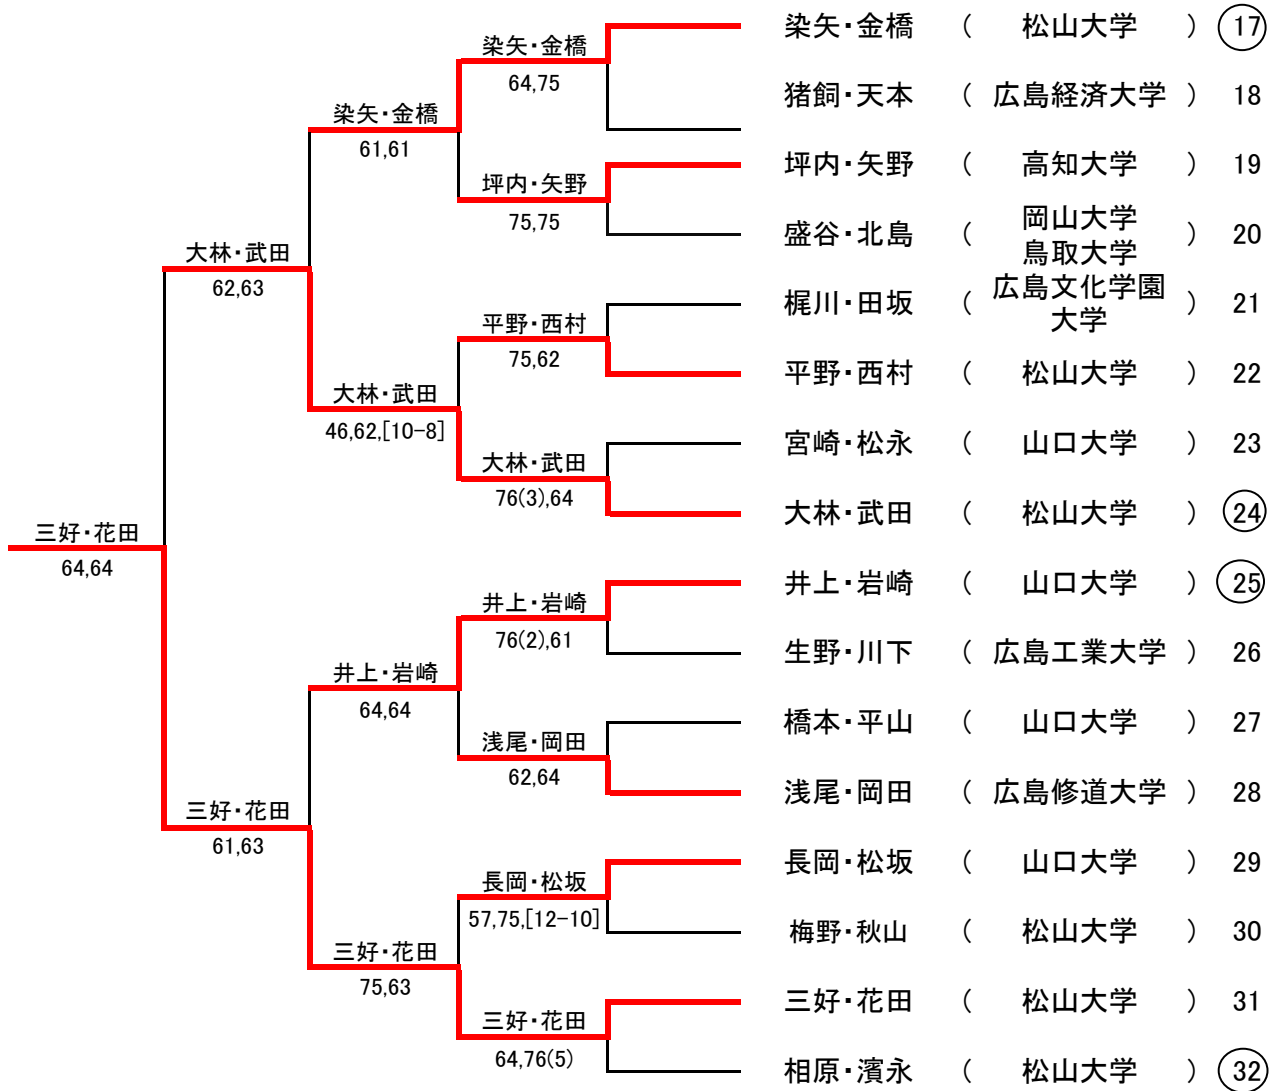 染矢・金橋 ( 松山大学 ) 17
染矢・金橋
64,75
猪飼・天本 ( 広島経済大学 ) 18
染矢・金橋
61,61
坪内・矢野 ( 高知大学 ) 19
坪内・矢野
75,75
盛谷・北島 ( 岡山大学
鳥取大学 ) 20
大林・武田
62,63
梶川・田坂 ( 広島文化学園
大学 ) 21
平野・西村
75,62
平野・西村 ( 松山大学 ) 22
大林・武田
46,62,[10-8]
宮崎・松永 ( 山口大学 ) 23
大林・武田
76(3),64
大林・武田 ( 松山大学 ) 24
三好・花田
64,64
井上・岩崎 ( 山口大学 ) 25
井上・岩崎
76(2),61
生野・川下 ( 広島工業大学 ) 26
井上・岩崎
64,64
橋本・平山 ( 山口大学 ) 27
浅尾・岡田
62,64
浅尾・岡田 ( 広島修道大学 ) 28
三好・花田
61,63
長岡・松坂 ( 山口大学 ) 29
長岡・松坂
57,75,[12-10]
梅野・秋山 ( 松山大学 ) 30
三好・花田
75,63
三好・花田 ( 松山大学 ) 31
三好・花田
64,76(5)
相原・濱永 ( 松山大学 ) 32